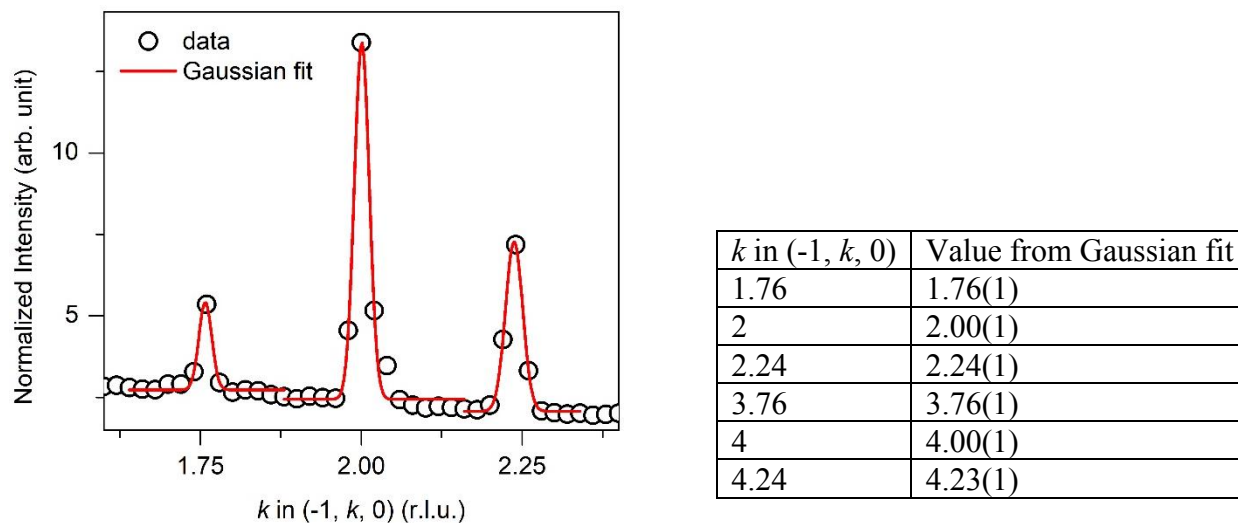 data
Gaussian fit
Normalized Intensity (arb. unit)
10
5
1.75 2.00 2.25
k in (-1, k, 0) (r.l.u.)
k in (-1, k, 0) Value from Gaussian fit
1.76 1.76(1)
2 2.00(1)
2.24 2.24(1)
3.76 3.76(1)
4 4.00(1)
4.24 4.23(1)